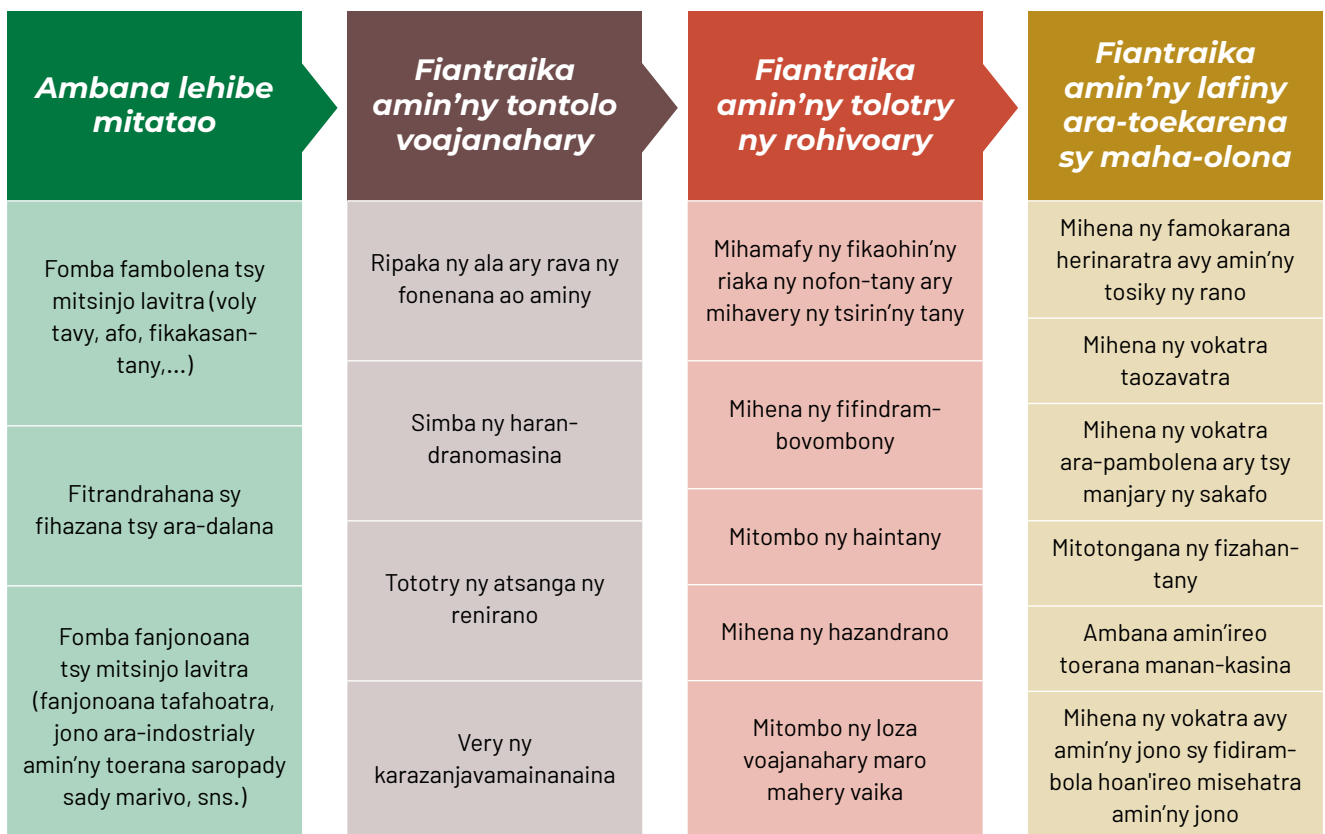 Ambana lehibe
mitatao
Fomba fambolena tsy
mitsinjo lavitra (voly
tavy, afo, fikakasan-
tany,...)
Fitrandrahana sy
fihazana tsy ara-dalana
Fomba fanjonoana
tsy mitsinjo lavitra
(fanjonoana tafahoatra,
jono ara-indostrialy
amin’ny toerana saropady
sady marivo, sns.)
Fiantraika
amin’ny tontolo
voajanahary
Ripaka ny ala ary rava ny
fonenana ao aminy
Simba ny haran-
dranomasina
Tototry ny atsanga ny
renirano
Very ny
karazanjavamainanaina
Fiantraika
amin’ny tolotry
ny rohivoary
Mihamafy ny fikaohin’ny
riaka ny nofon-tany ary
mihavery ny tsirin’ny tany
Mihena ny fifindram-
bovombony
Mitombo ny haintany
Mihena ny hazandrano
Mitombo ny loza
voajanahary maro
mahery vaika
Fiantraika
amin’ny lafiny
ara-toekarena
sy maha-olona
Mihena ny famokarana
herinaratra avy amin’ny
tosiky ny rano
Mihena ny vokatra
taozavatra
Mihena ny vokatra
ara-pambolena ary tsy
manjary ny sakafo
Mitotongana ny fizahan-
tany
Ambana amin’ireo
toerana manan-kasina
Mihena ny vokatra avy
amin’ny jono sy fidiram-
bola hoan'ireo misehatra
amin’ny jono